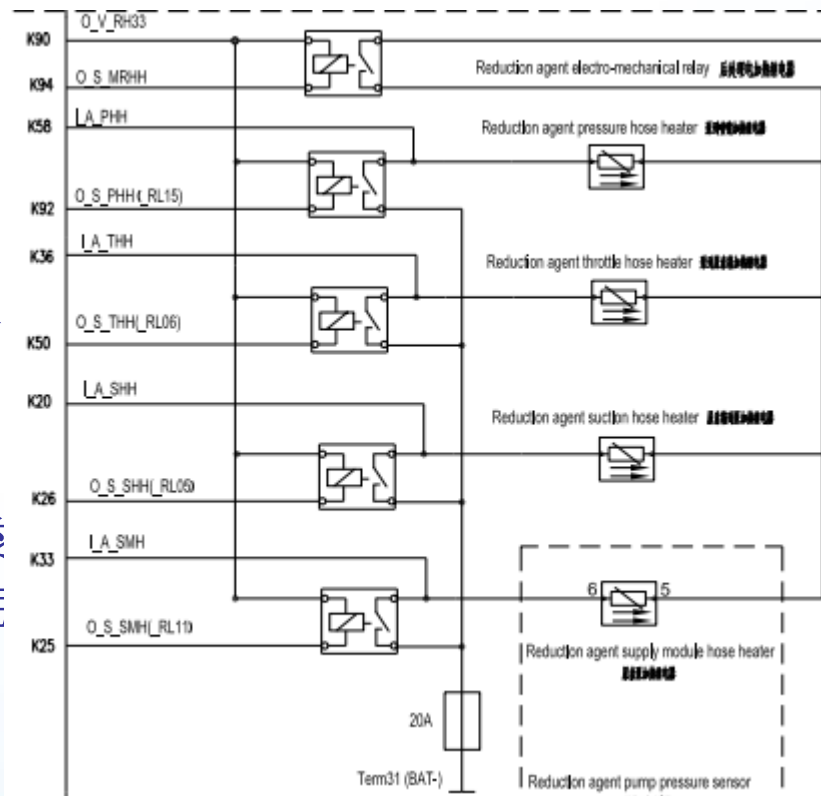 O_V_RH33
K90
Reduction agent electro-mechanical relay
K94 O_S_MRHH
K58 I_A_PHH
Reduction agent pressure hose heater
K92 O_S_PHH(_RL15)
K36 I_A_THH
Reduction agent throttle hose heater
O_S_THH(_RL06)
K50
K20 I_A_SHH
Reduction agent suction hose heater
O_S_SHH(_RL05)
K26
I_A_SMH
K33
6 5
O_S_SMH(_RL11)
K25
Reduction agent supply module hose heater
20A
Term31 (BAT-)
Reduction agent pump pressure sensor